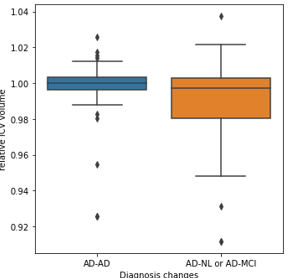 1.04
1.02
1.00
0.98
0.96
0.94
0.92
relative ICV volume
AD-AD
AD-NL or AD-MCI
Diagnosis changes